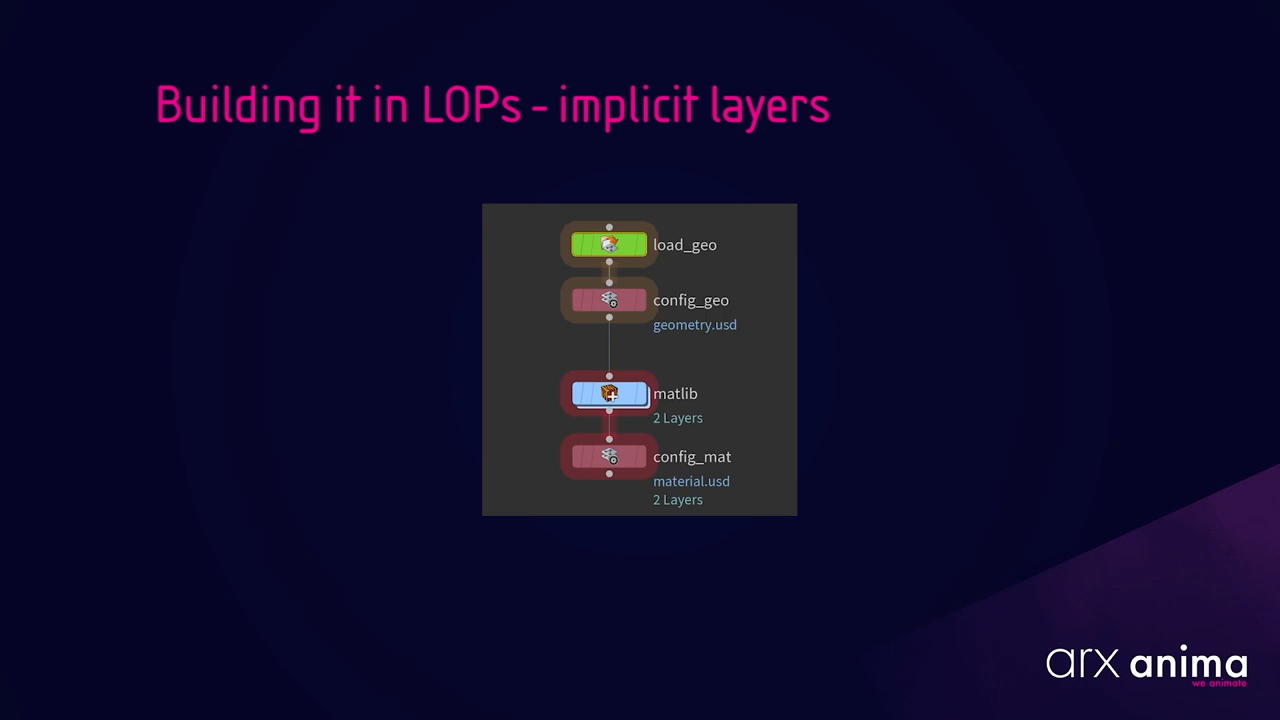 Building it in LOPs - implicit layers
load_geo
config_geo
geometry.usd
matlib
2 Layers
config_mat
material.usd
2 Layers
arx anima
we animate